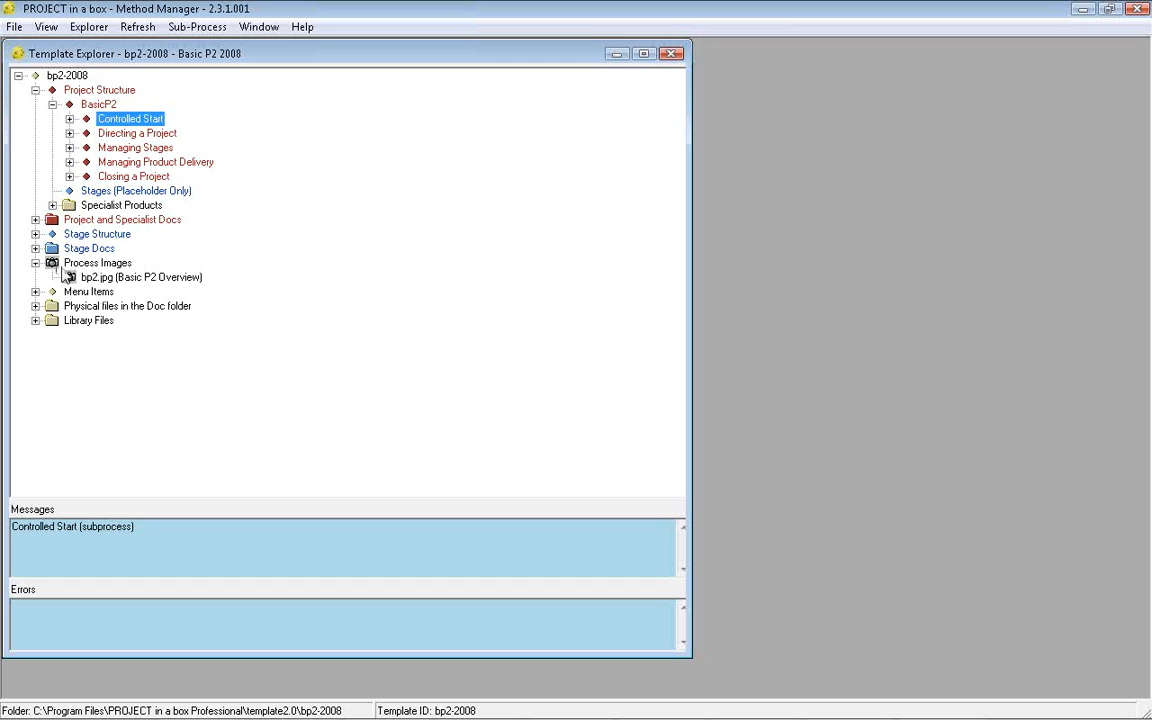 PROJECT in a box - Method Manager - 2.3.1.001
File View Explorer Refresh Sub-Process Window Help
Template Explorer - bp2-2008 - Basic P2 2008
bp2-2008
Project Structure
BasicP2
Controlled Start
Directing a Project
Managing Stages
Managing Product Delivery
Closing a Project
Stages (Placeholder Only)
Specialist Products
Project and Specialist Docs
Stage Structure
Stage Docs
Process Images
bp2.jpg (Basic P2 Overview)
Menu Items
Physical files in the Doc folder
Library Files
Messages
Controlled Start (subprocess)
Errors
Folder: C:\Program Files\PROJECT in a box Professional\template2.0\bp2-2008 Template ID: bp2-2008